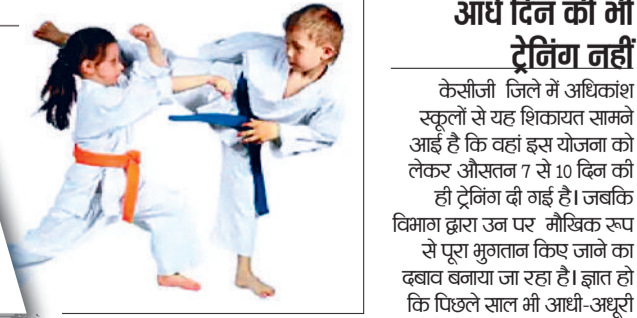 आधे दिन की भी
ट्रेनिंग नहीं
केसीजी जिले में अधिकांश
स्कूलों से यह शिकायत सामने
आई है कि वहां इस योजना को
लेकर औसतन 7 से 10 दिन की
ही ट्रेनिंग दी गई है। जबकि
विभाग द्वारा उन पर मौखिक रूप
से पूरा भुगतान किए जाने का
दबाव बनाया जा रहा है। ज्ञात हो
कि पिछले साल भी आधी-अधूरी